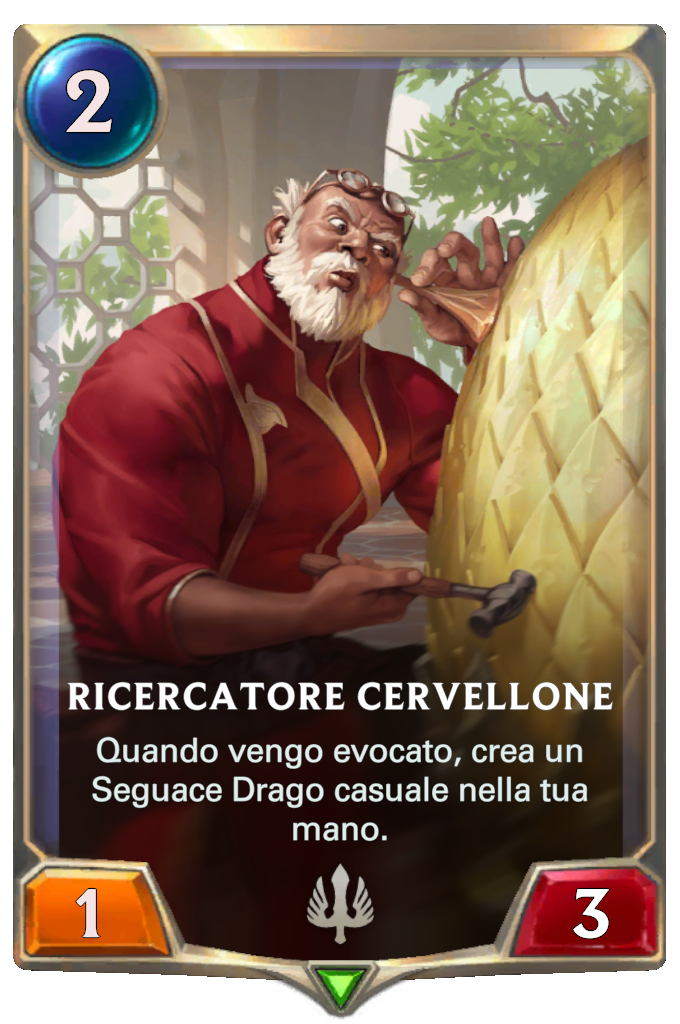 2
RICERCATORE CERVELLONE
Quando vengo evocato, crea un
Seguace Drago casuale nella tua
mano.
1
3